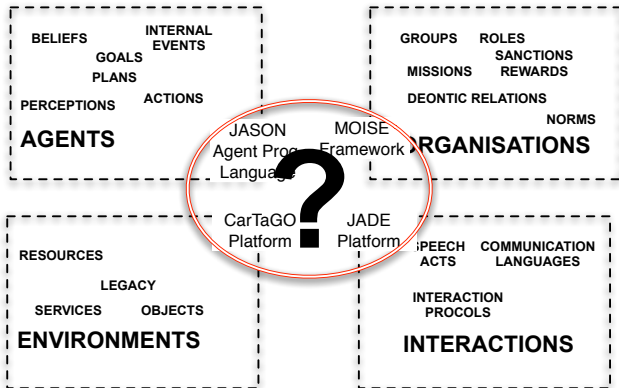 BELIEFS
INTERNAL
EVENTS
GOALS
PLANS
PERCEPTIONS
ACTIONS
AGENTS
GROUPS ROLES
SANCTIONS
MISSIONS REWARDS
DEONTIC RELATIONS
NORMS
ORGANISATIONS
JASON
Agent Prog
Language
MOISE
Framework
?
CarTaGO
Platform
JADE
Platform
RESOURCES
LEGACY
SERVICES OBJECTS
ENVIRONMENTS
SPEECH
ACTS
COMMUNICATION
LANGUAGES
INTERACTION
PROCOLS
INTERACTIONS